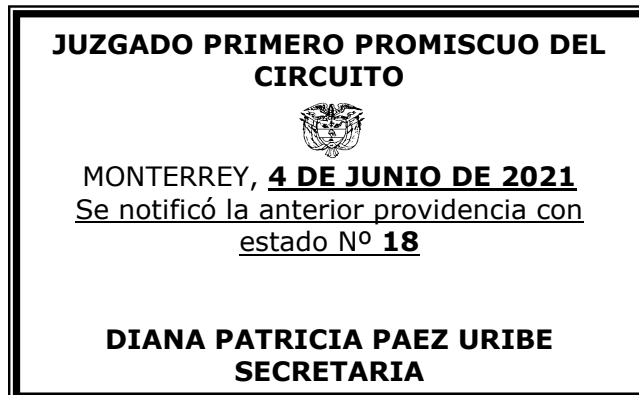 JUZGADO PRIMERO PROMISCUO DEL
CIRCUITO
MONTERREY, 4 DE JUNIO DE 2021
Se notificó la anterior providencia con
estado Nº 18
DIANA PATRICIA PAEZ URIBE
SECRETARIA